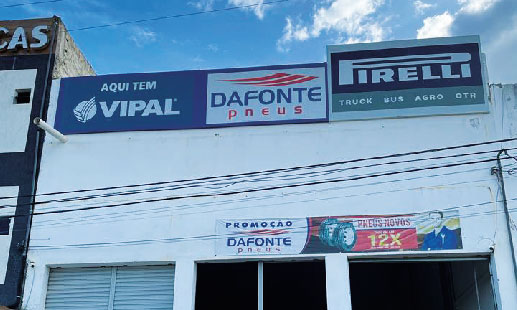 CAS
AQUI TEM
VIPAL
DAFONTE
pneus
PIRELLI
TRUCK BUS AGRO OTR
PROMOÇÃO
DAFONTE
pneus
PNEUS NOVOS
12X